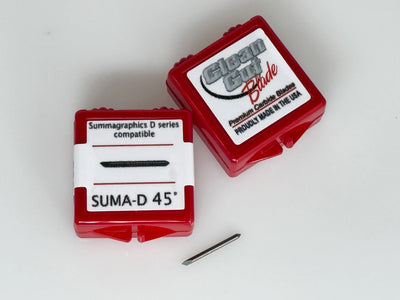 Clean
Cut
Blade
Premium Carbide Blades
PROUDLY MADE IN THE USA
Summagraphics D series
compatible
SUMA-D 45°